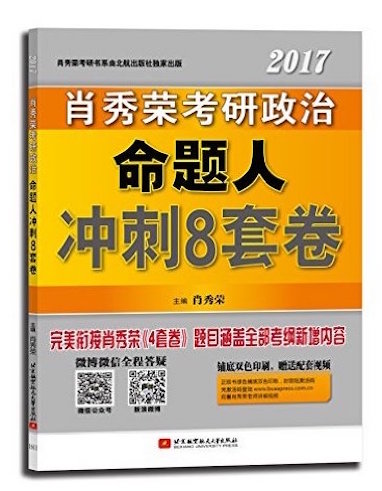 2017
肖秀荣考研政治
命题人冲刺8套卷
肖秀荣
肖秀荣考研书系由北航出版社独家出版
2017
肖秀荣考研政治
命题人
冲刺8套卷
主编 肖秀荣
完美衔接肖秀荣《4套卷》 题目涵盖全部考纲新增内容
微博微信全程答疑
铺底双色印刷，赠送配套视频
微信公众号
新浪微博
北京航空航天大学出版社